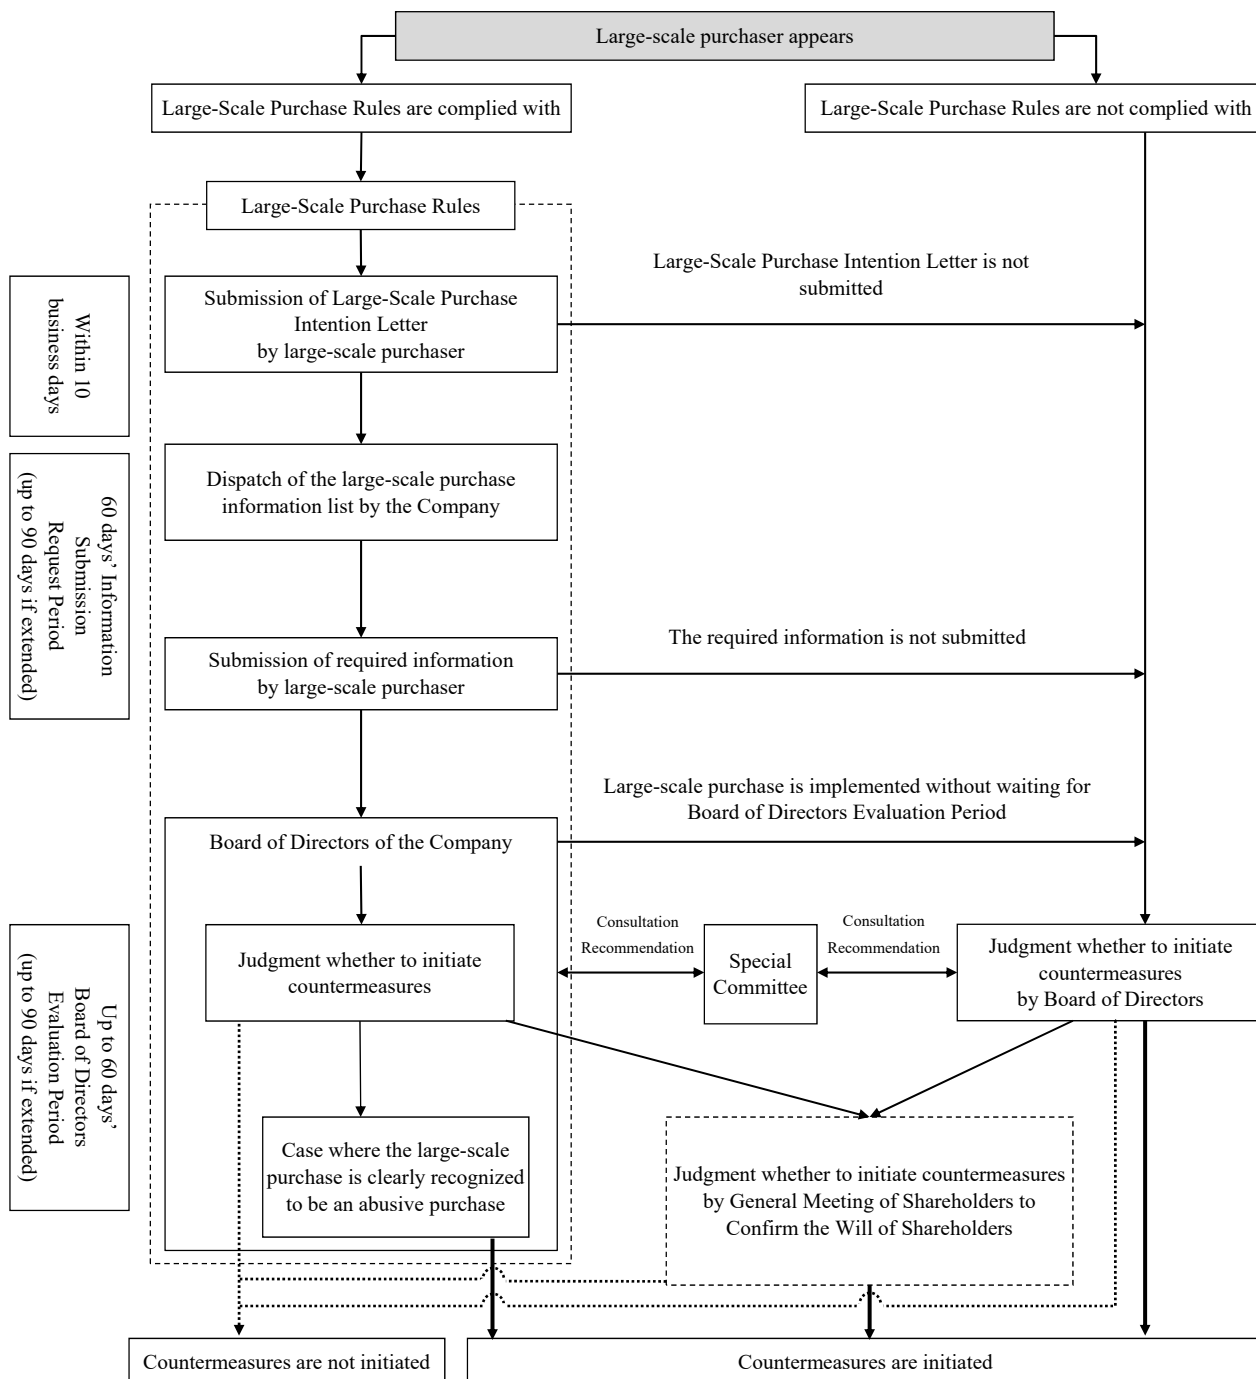 Large-scale purchaser appears
Large-Scale Purchase Rules are complied with
Large-Scale Purchase Rules are not complied with
Large-Scale Purchase Rules
Within 10
business days
Submission of Large-Scale Purchase
Intention Letter
by large-scale purchaser
Large-Scale Purchase Intention Letter is not
submitted
60 days’ Information
Submission
Request Period
(up to 90 days if extended)
Dispatch of the large-scale purchase
information list by the Company
Submission of required information
by large-scale purchaser
The required information is not submitted
Large-scale purchase is implemented without waiting for
Board of Directors Evaluation Period
Board of Directors of the Company
Up to 60 days’
Board of Directors
Evaluation Period
(up to 90 days if extended)
Judgment whether to initiate
countermeasures
Consultation
Recommendation
Special
Committee
Consultation
Recommendation
Judgment whether to initiate
countermeasures
by Board of Directors
Case where the large-scale
purchase is clearly recognized
to be an abusive purchase
Judgment whether to initiate countermeasures
by General Meeting of Shareholders to
Confirm the Will of Shareholders
Countermeasures are not initiated
Countermeasures are initiated